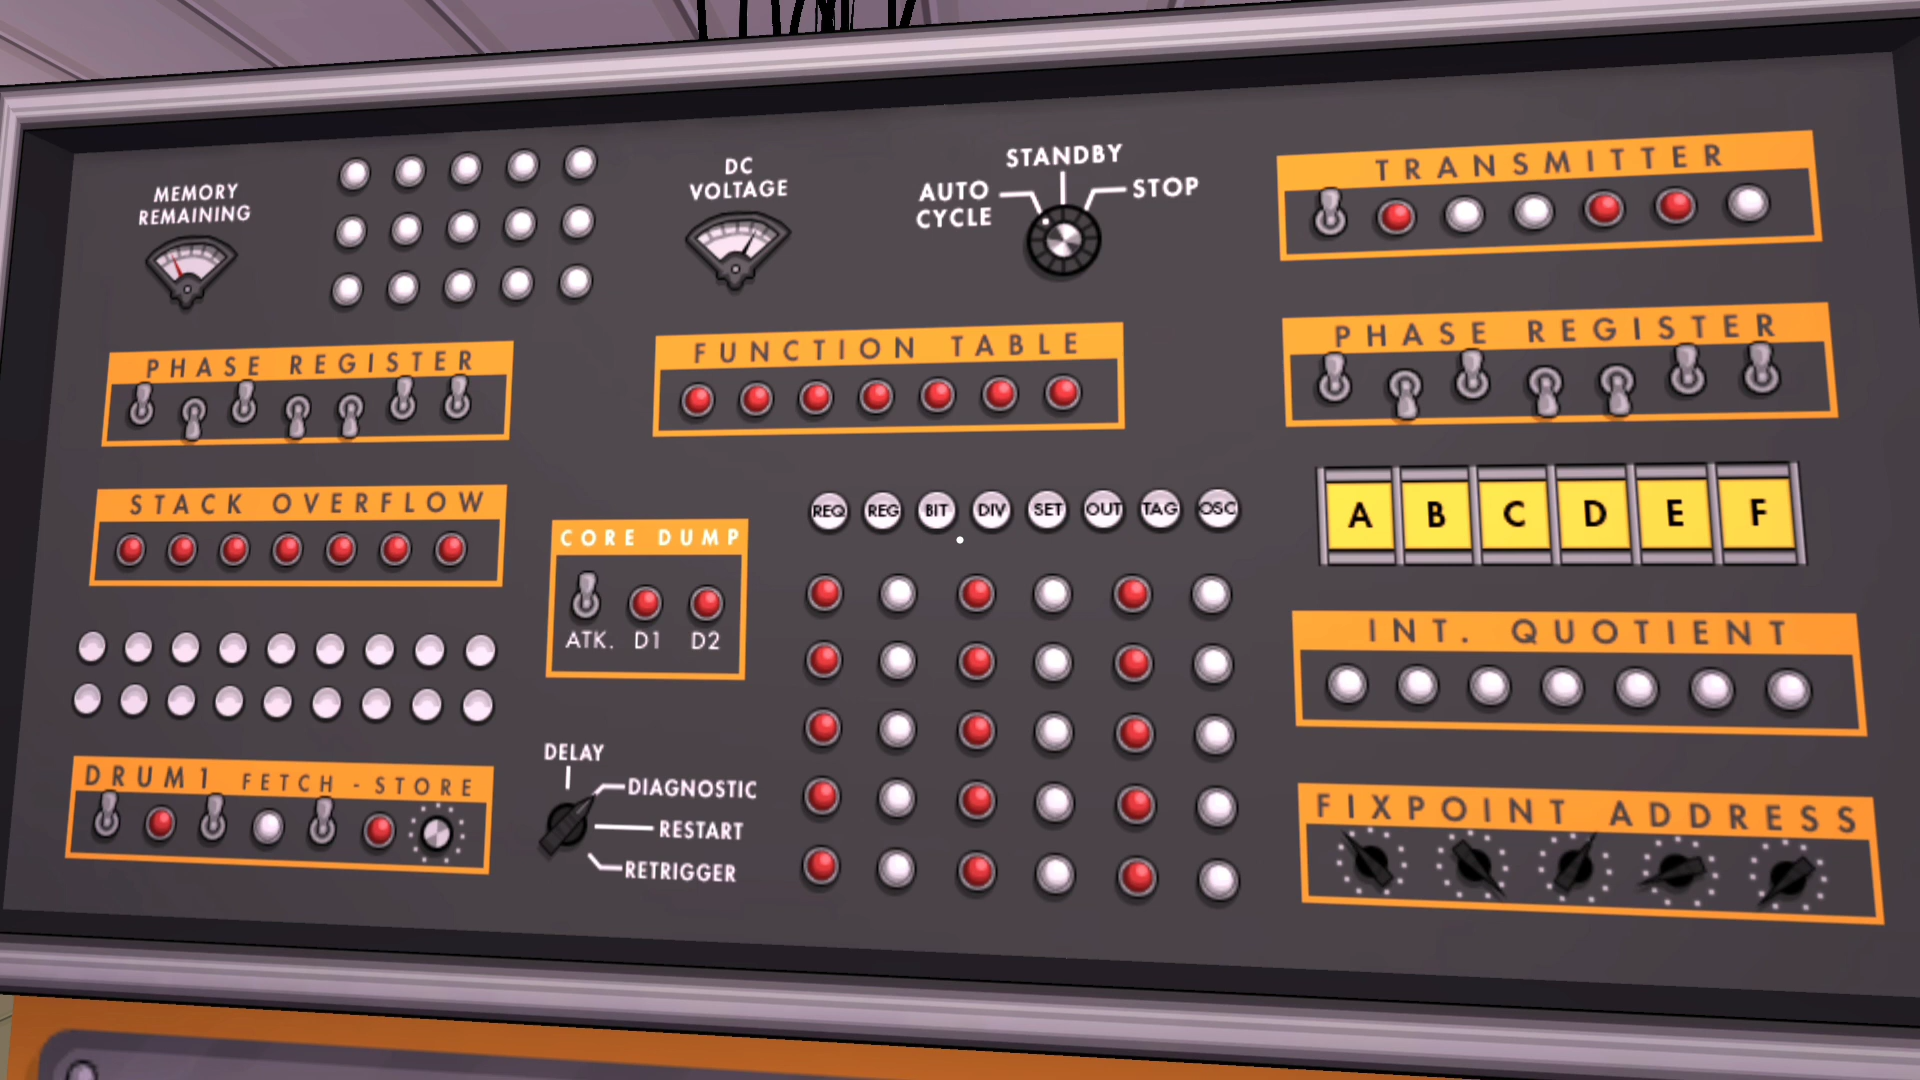 MEMORY
REMAINING
DC
VOLTAGE
AUTO
CYCLE
STANDBY
STOP
TRANSMITTER
PHASE REGISTER
FUNCTION TABLE
PHASE REGISTER
STACK OVERFLOW
CORE DUMP
ATK. D1 D2
REQ REG BIT DIV SET OUT TAG OSC
A B C D E F
INT. QUOTIENT
DRUM1 FETCH - STORE
DELAY
DIAGNOSTIC
RESTART
RETRIGGER
FIXPOINT ADDRESS